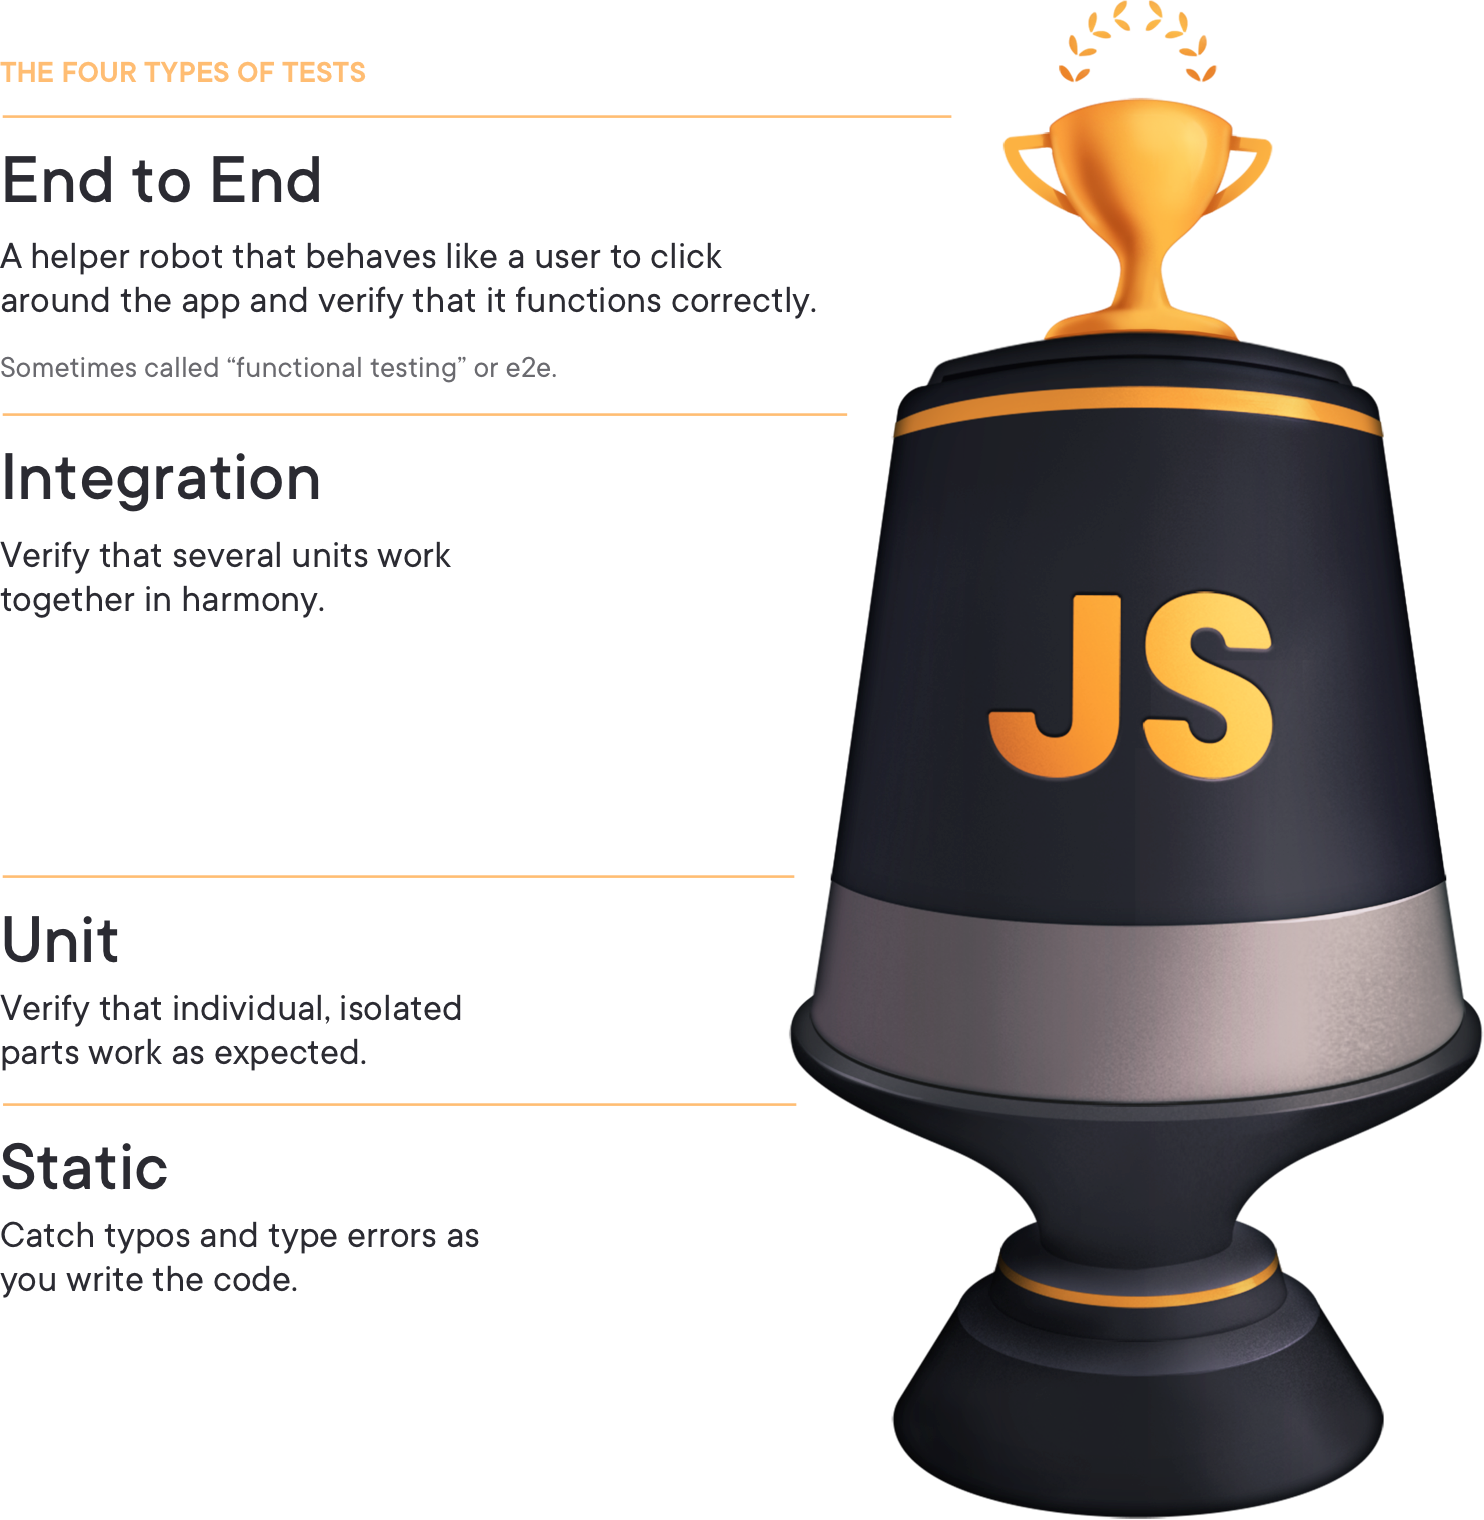 THE FOUR TYPES OF TESTS
End to End
A helper robot that behaves like a user to click
around the app and verify that it functions correctly.
Sometimes called “functional testing” or e2e.
Integration
Verify that several units work
together in harmony.
JS
Unit
Verify that individual, isolated
parts work as expected.
Static
Catch typos and type errors as
you write the code.